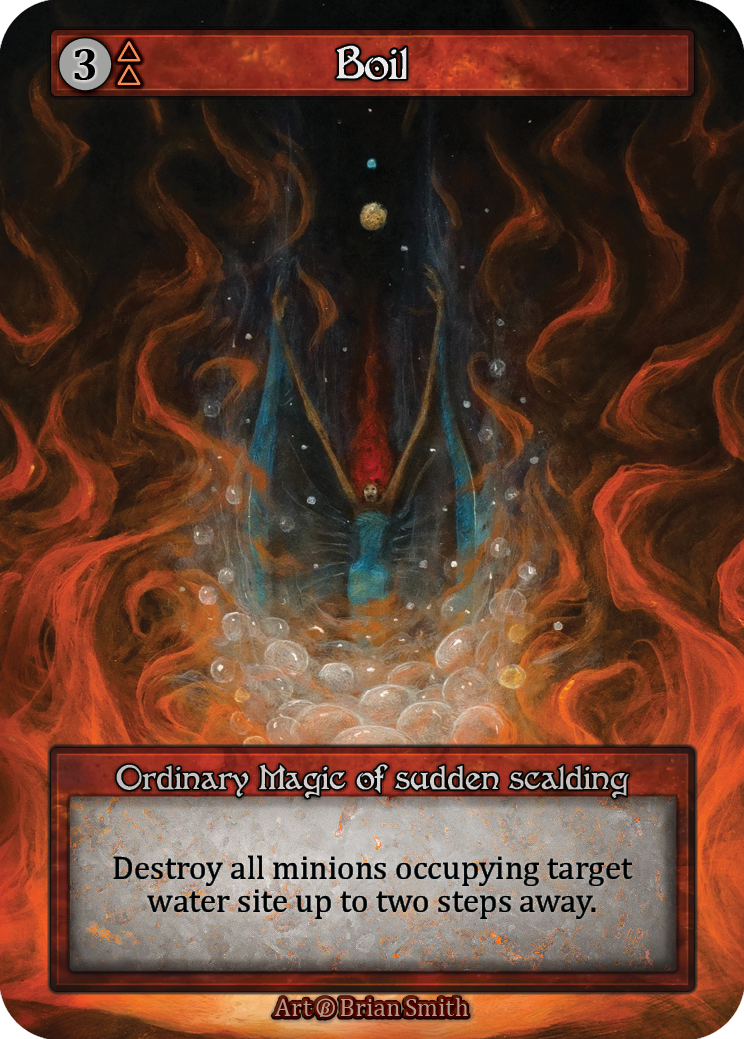 3
Boil
Ordinary Magic of sudden scalding
Destroy all minions occupying target
water site up to two steps away.
Art Ⓑ Brian Smith